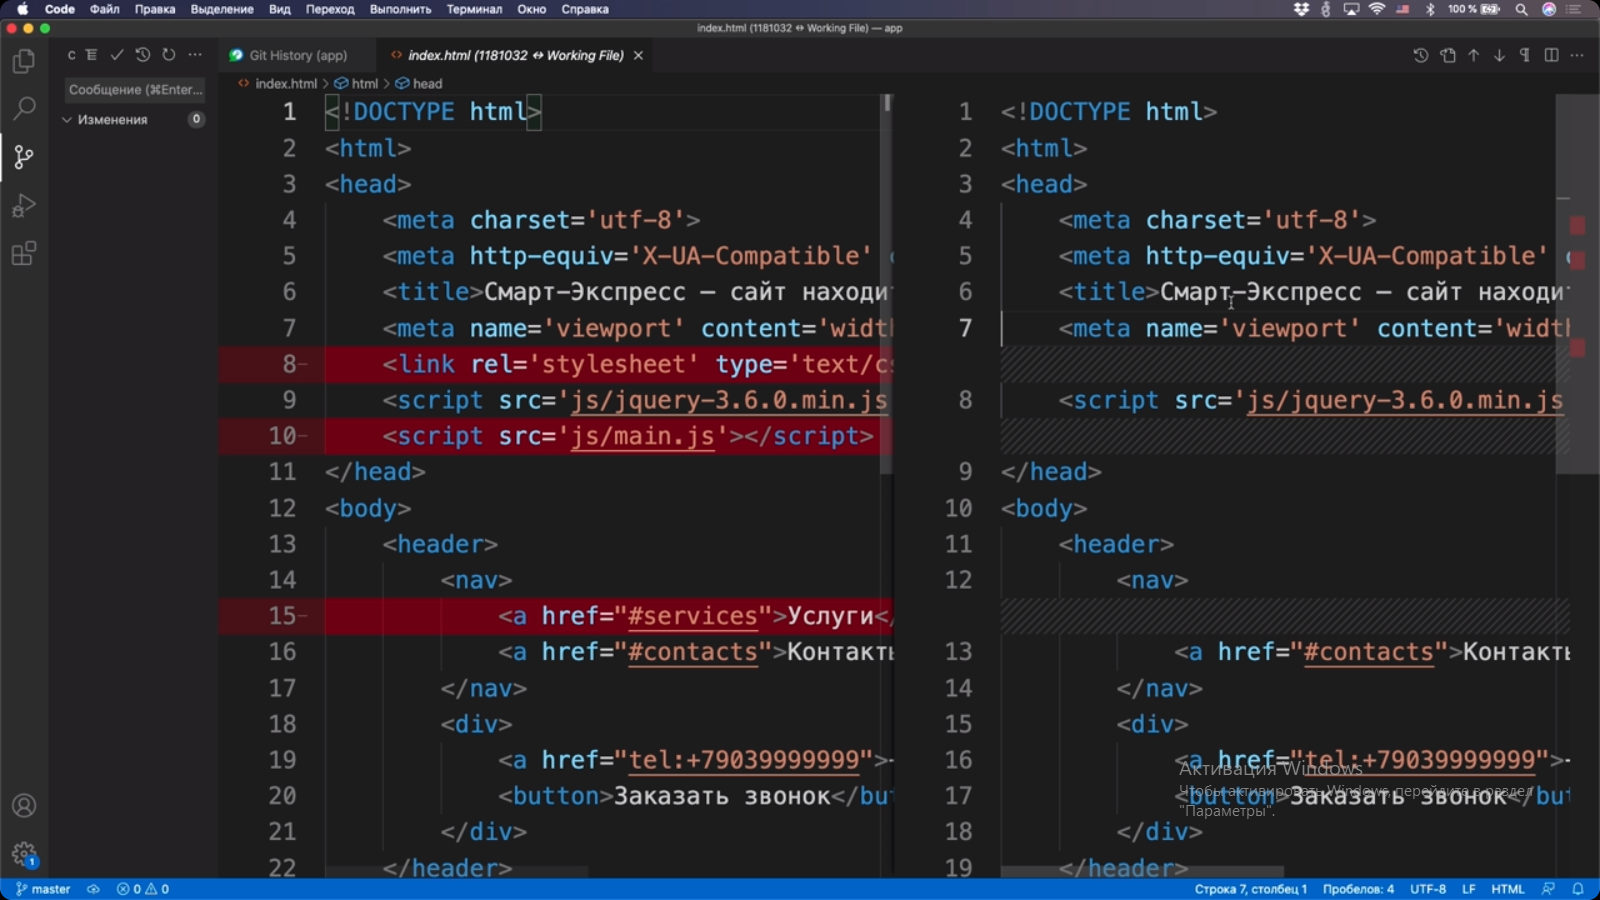 Code Файл Правка Выделение Вид Переход Выполнить Терминал Окно Справка 100 %
index.html (1181032 ↔ Working File) — app
C
Git History (app)
<> index.html (1181032 ↔ Working File) ×
<> index.html > html > head
Сообщение (⌘Enter...
Изменения 0
1 <!DOCTYPE html>
2 <html>
3 <head>
4 <meta charset='utf-8'>
5 <meta http-equiv='X-UA-Compatible'
6 <title>Смарт-Экспресс — сайт находи
7 <meta name='viewport' content='widt
8- <link rel='stylesheet' type='text/c
9 <script src='js/jquery-3.6.0.min.js
10- <script src='js/main.js'></script>
11 </head>
12 <body>
13 <header>
14 <nav>
15- <a href="#services">Услуги<
16 <a href="#contacts">Контакт
17 </nav>
18 <div>
19 <a href="tel:+79039999999">
20 <button>Заказать звонок</bu
21 </div>
22 </header>
1 <!DOCTYPE html>
2 <html>
3 <head>
4 <meta charset='utf-8'>
5 <meta http-equiv='X-UA-Compatible'
6 <title>Смарт-Экспресс — сайт находи
7 <meta name='viewport' content='widt
8 <script src='js/jquery-3.6.0.min.js
9 </head>
10 <body>
11 <header>
12 <nav>
13 <a href="#contacts">Контакт
14 </nav>
15 <div>
16 <a href="tel:+79039999999">
17 <button>Заказать звонок</bu
18 </div>
19 </header>
Активация Windows
Чтобы активировать Windows, перейдите в раздел
"Параметры".
1
master 0 0 Строка 7, столбец 1 Пробелов: 4 UTF-8 LF HTML